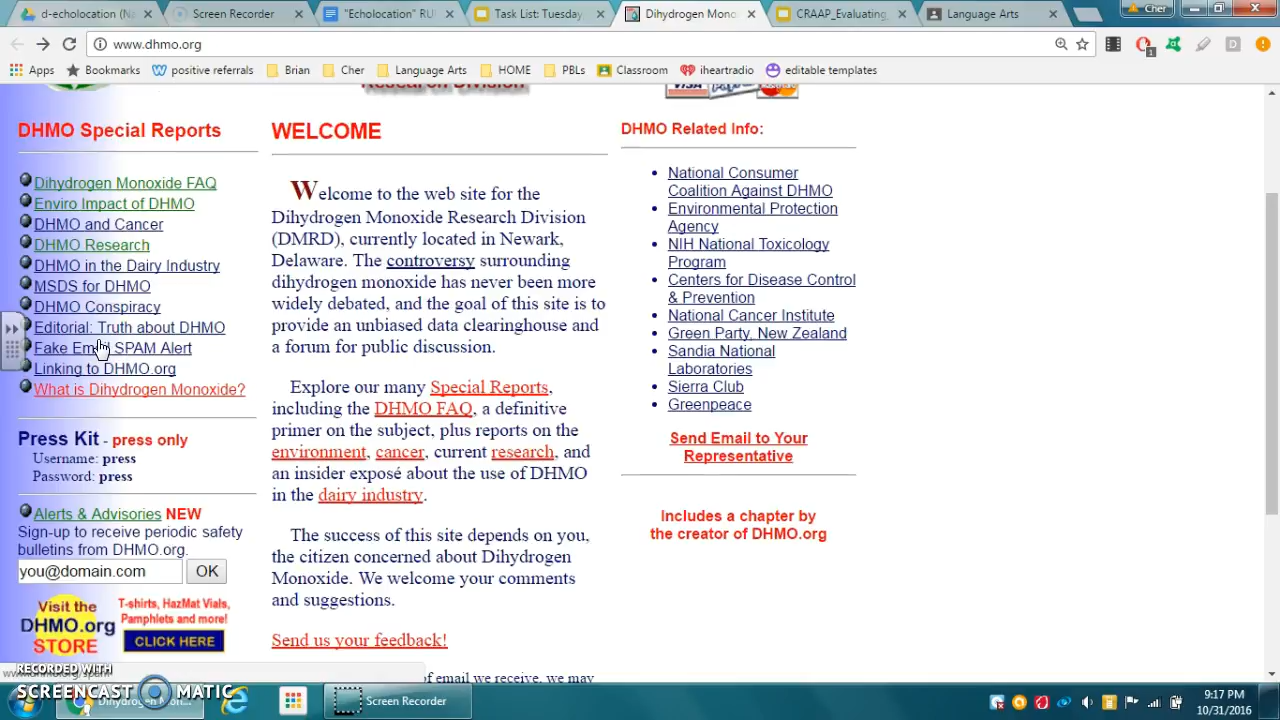 d-echolocation (N
Screen Recorder
"Echolocation" RU
Task List: Tuesday
Dihydrogen Mono
CRAAP_Evaluating
Language Arts
Cher
www.dhmo.org
1
Apps
Bookmarks
positive referrals
Brian
Cher
Language Arts
HOME
PBLs
Classroom
iheartradio
editable templates
Research Division
VISA
DHMO Special Reports
Dihydrogen Monoxide FAQ
Enviro Impact of DHMO
DHMO and Cancer
DHMO Research
DHMO in the Dairy Industry
MSDS for DHMO
DHMO Conspiracy
Editorial: Truth about DHMO
Fake Email SPAM Alert
Linking to DHMO.org
What is Dihydrogen Monoxide?
Press Kit - press only
Username: press
Password: press
Alerts & Advisories NEW
Sign-up to receive periodic safety
bulletins from DHMO.org.
you@domain.com OK
Visit the
DHMO.org
STORE
T-shirts, HazMat Vials,
Pamphlets and more!
CLICK HERE
WELCOME
Welcome to the web site for the
Dihydrogen Monoxide Research Division
(DMRD), currently located in Newark,
Delaware. The controversy surrounding
dihydrogen monoxide has never been more
widely debated, and the goal of this site is to
provide an unbiased data clearinghouse and
a forum for public discussion.
Explore our many Special Reports,
including the DHMO FAQ, a definitive
primer on the subject, plus reports on the
environment, cancer, current research, and
an insider exposé about the use of DHMO
in the dairy industry.
The success of this site depends on you,
the citizen concerned about Dihydrogen
Monoxide. We welcome your comments
and suggestions.
Send us your feedback!
of email we receive, we may
DHMO Related Info:
National Consumer
Coalition Against DHMO
Environmental Protection
Agency
NIH National Toxicology
Program
Centers for Disease Control
& Prevention
National Cancer Institute
Green Party, New Zealand
Sandia National
Laboratories
Sierra Club
Greenpeace
Send Email to Your
Representative
Includes a chapter by
the creator of DHMO.org
www.dhmo.org/spam
RECORDED WITH
SCREENCAST MATIC
Dihydrogen Mon...
Screen Recorder
9:17 PM
10/31/2016